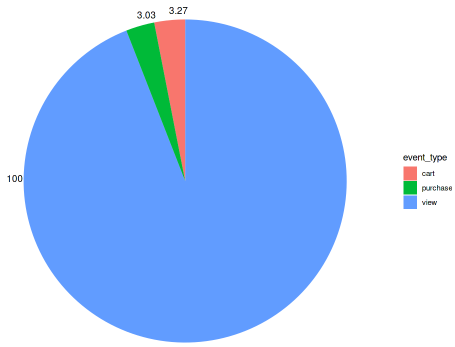 3.27
3.03
100
event_type
cart
purchase
view